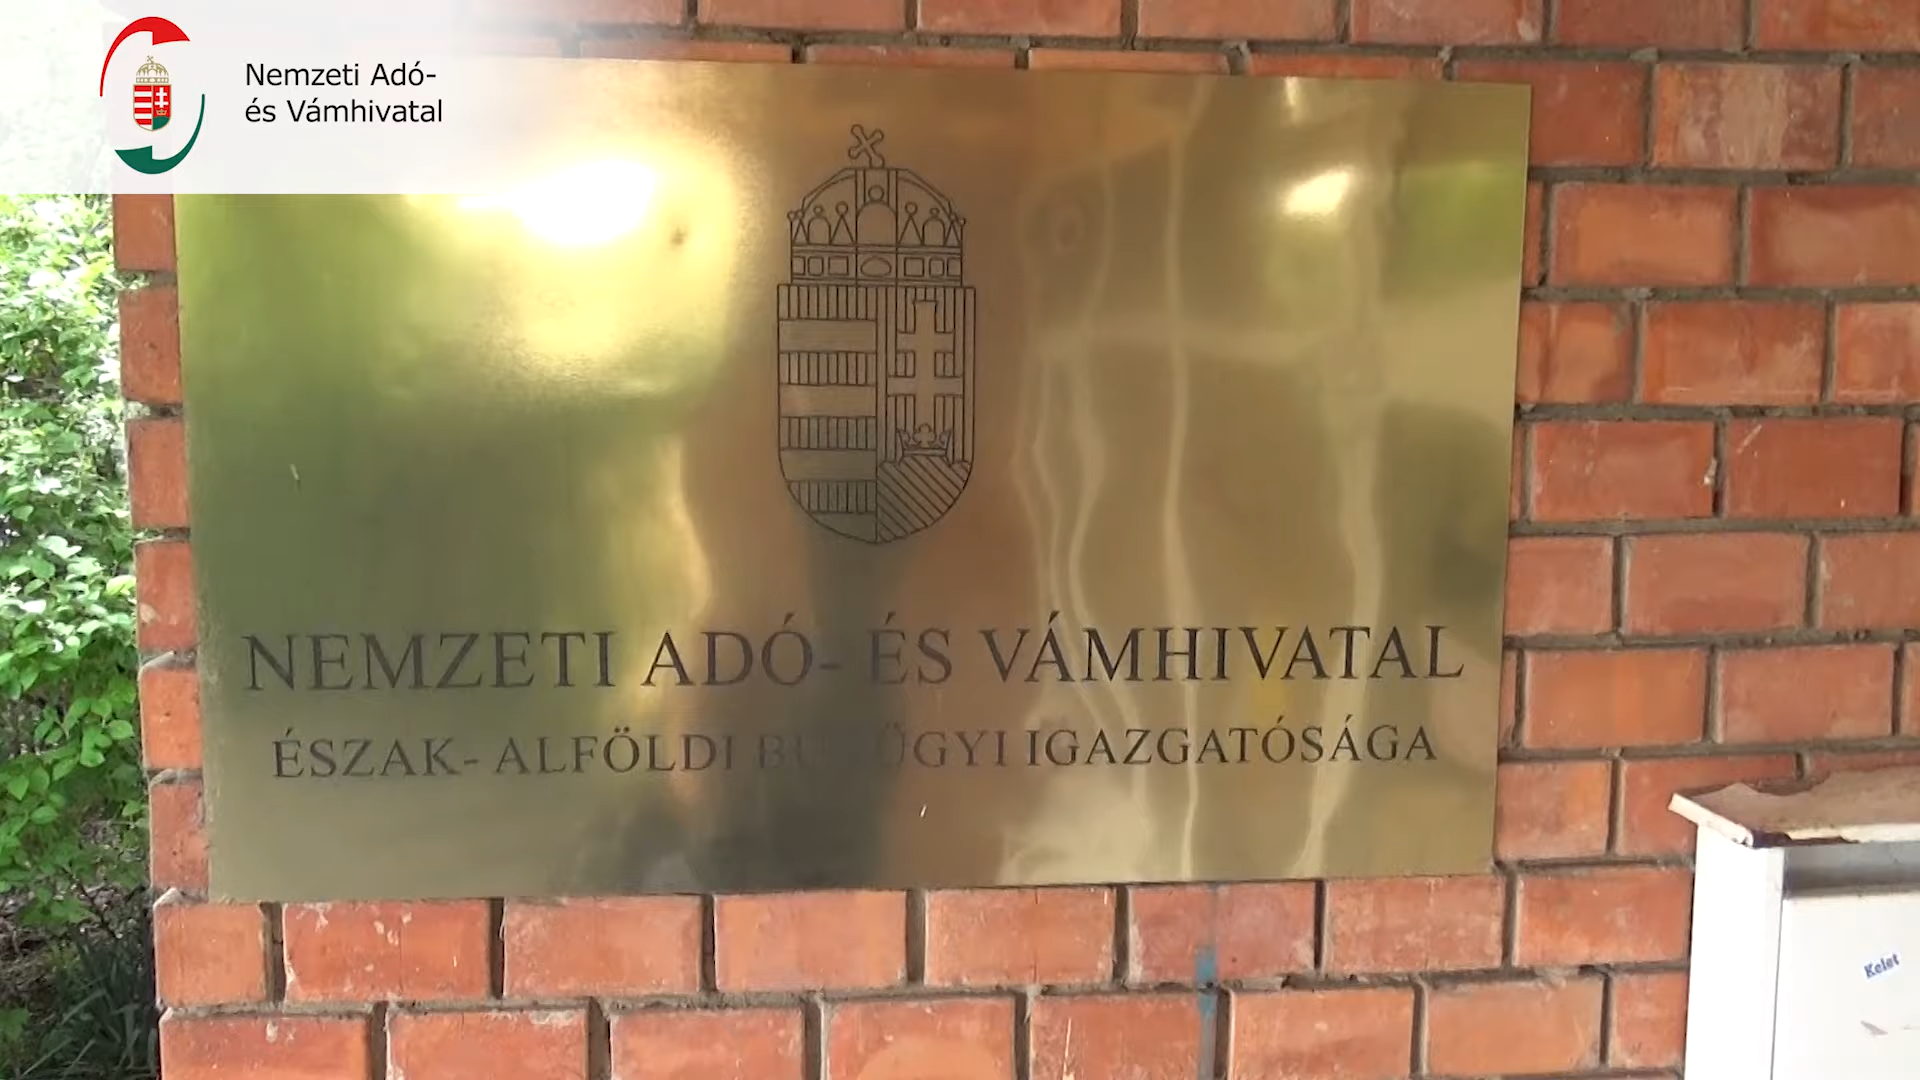 Nemzeti Adó-
és Vámhivatal
NEMZETI ADÓ- ÉS VÁMHIVATAL
ÉSZAK- ALFÖLDI BŰNÜGYI IGAZGATÓSÁGA
Kelet